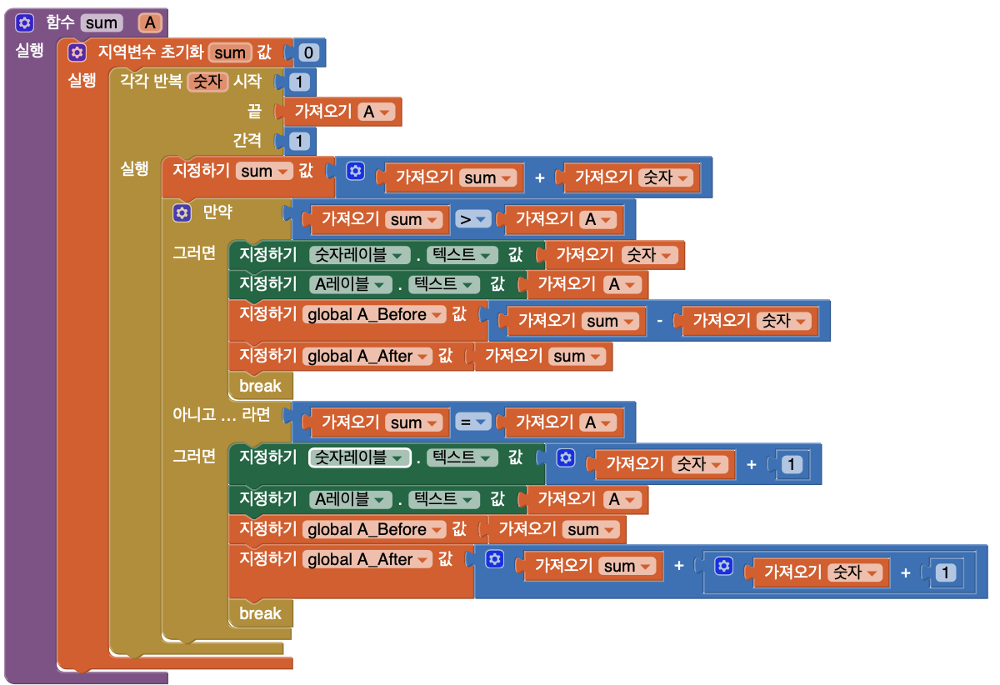 함수 sum A
실행 지역변수 초기화 sum 값 0
실행 각각 반복 숫자 시작 1
끝 가져오기 A
간격 1
실행 지정하기 sum 값 가져오기 sum + 가져오기 숫자
만약 가져오기 sum > 가져오기 A
그러면 지정하기 숫자레이블 . 텍스트 값 가져오기 숫자
지정하기 A레이블 . 텍스트 값 가져오기 A
지정하기 global A_Before 값 가져오기 sum - 가져오기 숫자
지정하기 global A_After 값 가져오기 sum
break
아니고 ... 라면 가져오기 sum = 가져오기 A
그러면 지정하기 숫자레이블 . 텍스트 값 가져오기 숫자 + 1
지정하기 A레이블 . 텍스트 값 가져오기 A
지정하기 global A_Before 값 가져오기 sum
지정하기 global A_After 값 가져오기 sum + 가져오기 숫자 + 1
break